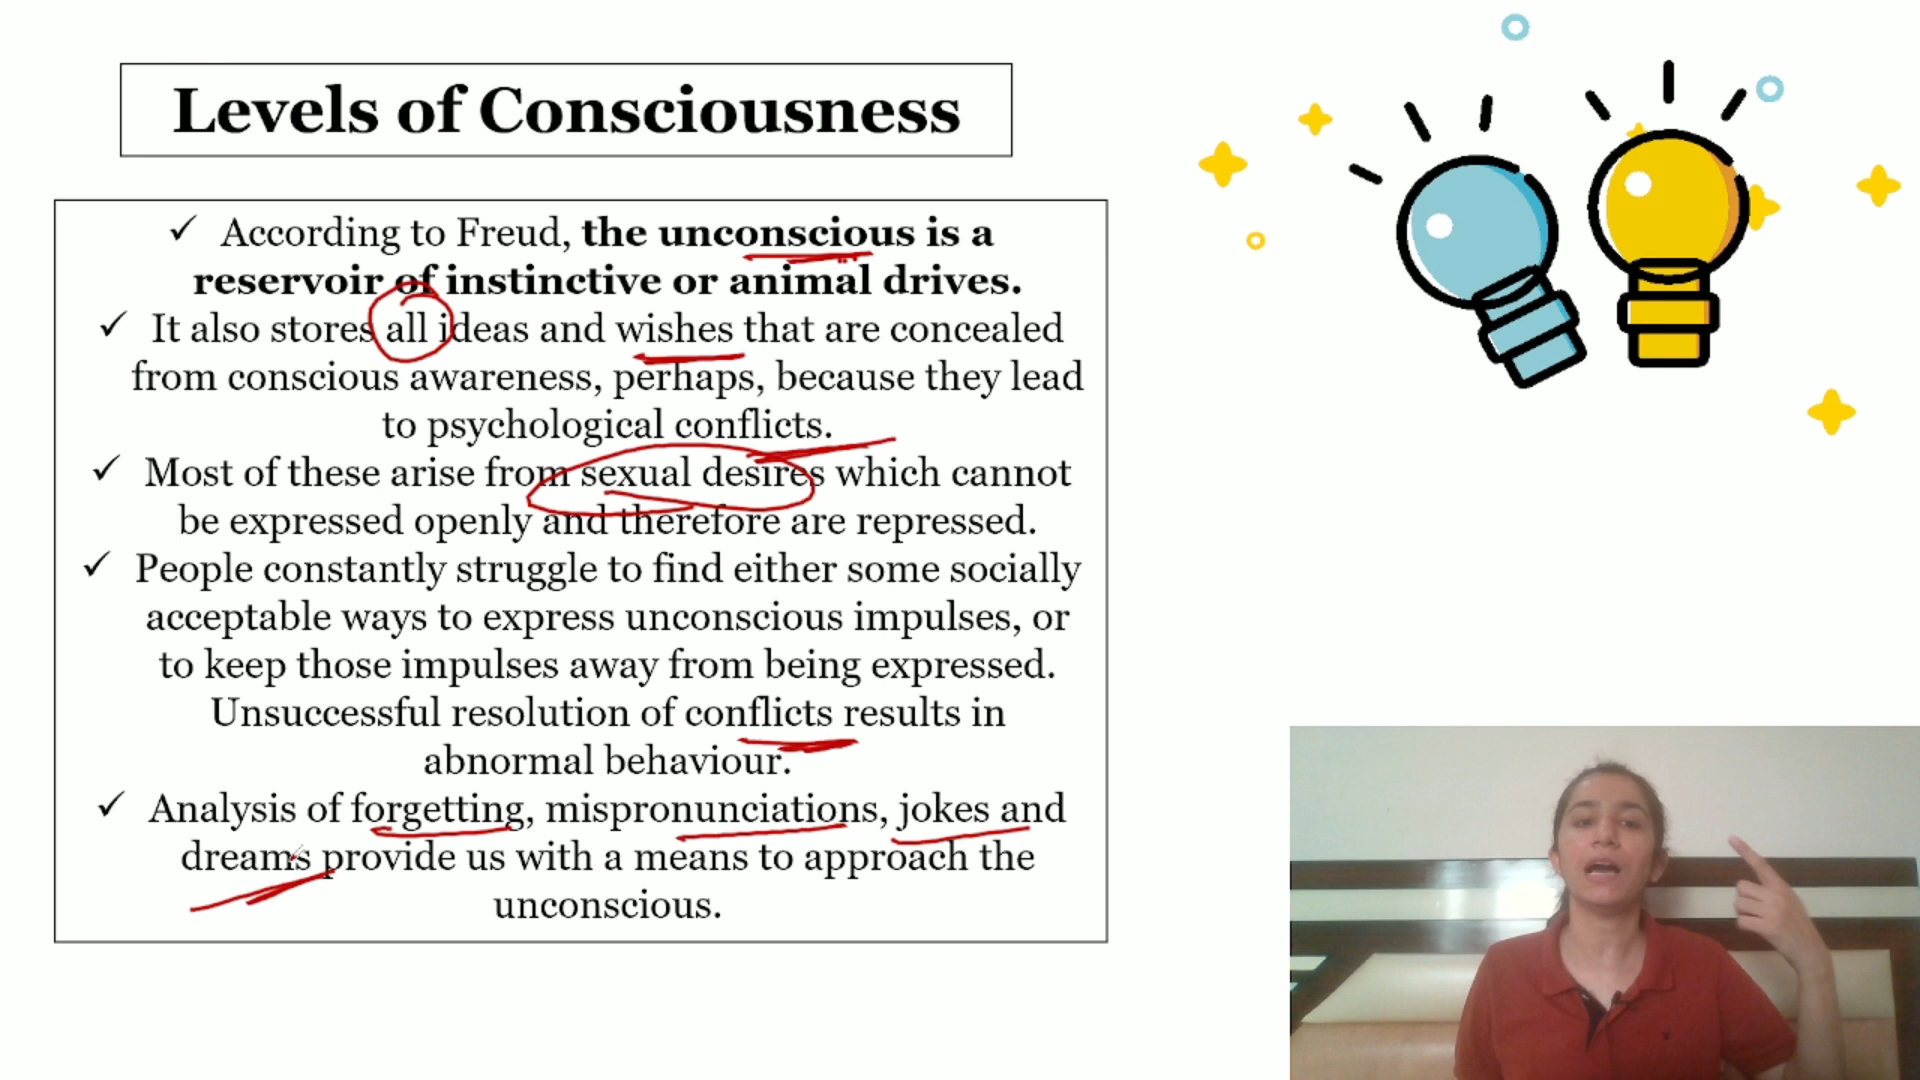 Levels of Consciousness
✓ According to Freud, the unconscious is a
reservoir of instinctive or animal drives.
✓ It also stores all ideas and wishes that are concealed
from conscious awareness, perhaps, because they lead
to psychological conflicts.
✓ Most of these arise from sexual desires which cannot
be expressed openly and therefore are repressed.
✓ People constantly struggle to find either some socially
acceptable ways to express unconscious impulses, or
to keep those impulses away from being expressed.
Unsuccessful resolution of conflicts results in
abnormal behaviour.
✓ Analysis of forgetting, mispronunciations, jokes and
dreams provide us with a means to approach the
unconscious.